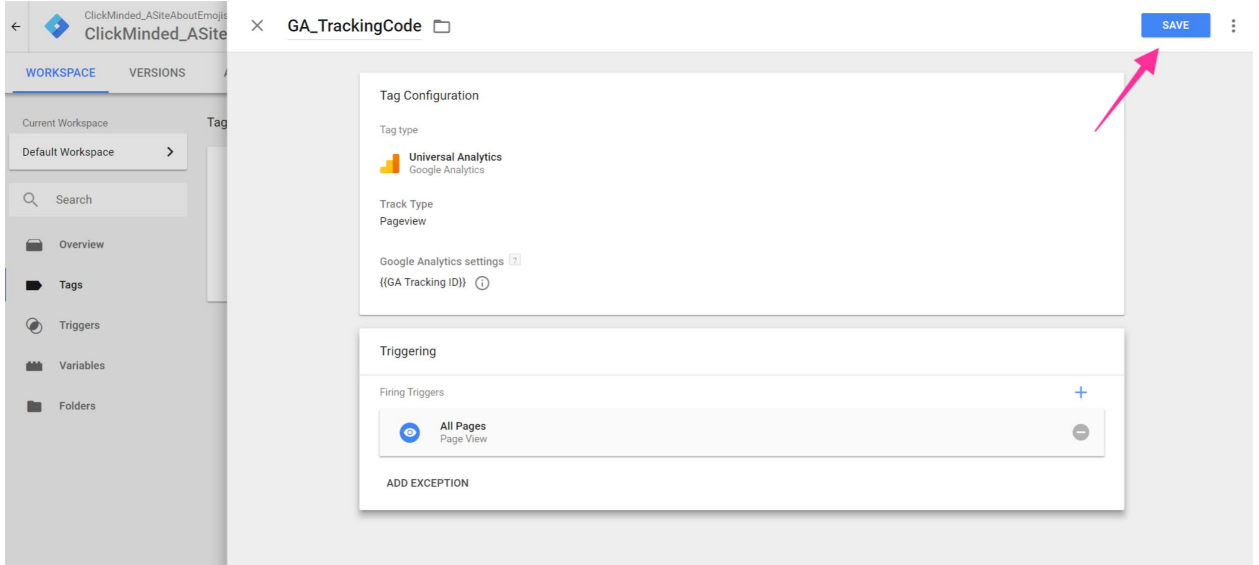 ClickMinded_ASiteAboutEmojis
ClickMinded_ASite
GA_TrackingCode
SAVE
WORKSPACE
VERSIONS
Current Workspace
Tag
Default Workspace
Search
Overview
Tags
Triggers
Variables
Folders
Tag Configuration
Tag type
Universal Analytics
Google Analytics
Track Type
Pageview
Google Analytics settings ?
{{GA Tracking ID}}
Triggering
Firing Triggers
All Pages
Page View
ADD EXCEPTION